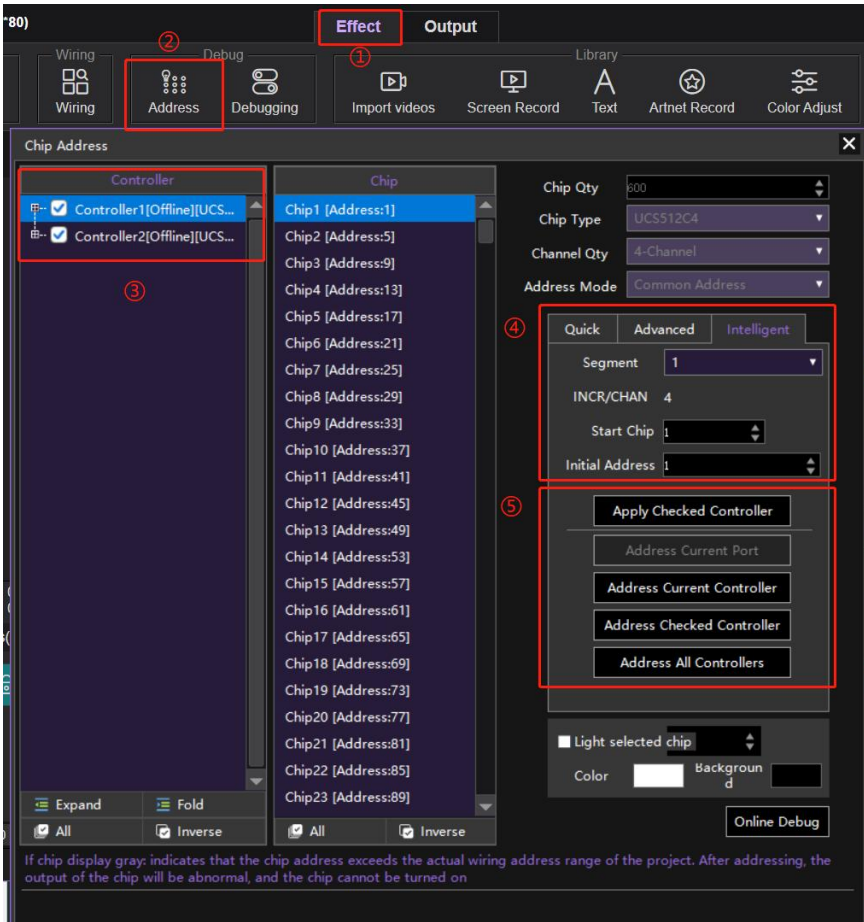 *80)
Effect
Output
②
①
Wiring
Debug
Library
Wiring
Address
Debugging
Import videos
Screen Record
Text
Artnet Record
Color Adjust
Chip Address
Controller
Controller1[Offline][UCS...
Controller2[Offline][UCS...
③
Expand
Fold
All
Inverse
Chip
Chip1 [Address:1]
Chip2 [Address:5]
Chip3 [Address:9]
Chip4 [Address:13]
Chip5 [Address:17]
Chip6 [Address:21]
Chip7 [Address:25]
Chip8 [Address:29]
Chip9 [Address:33]
Chip10 [Address:37]
Chip11 [Address:41]
Chip12 [Address:45]
Chip13 [Address:49]
Chip14 [Address:53]
Chip15 [Address:57]
Chip16 [Address:61]
Chip17 [Address:65]
Chip18 [Address:69]
Chip19 [Address:73]
Chip20 [Address:77]
Chip21 [Address:81]
Chip22 [Address:85]
Chip23 [Address:89]
All
Inverse
Chip Qty 600
Chip Type UCS512C4
Channel Qty 4-Channel
Address Mode Common Address
④
Quick Advanced Intelligent
Segment 1
INCR/CHAN 4
Start Chip 1
Initial Address 1
⑤
Apply Checked Controller
Address Current Port
Address Current Controller
Address Checked Controller
Address All Controllers
Light selected chip
Color
Backgroun
d
Online Debug
If chip display gray: indicates that the chip address exceeds the actual wiring address range of the project. After addressing, the
output of the chip will be abnormal, and the chip cannot be turned on